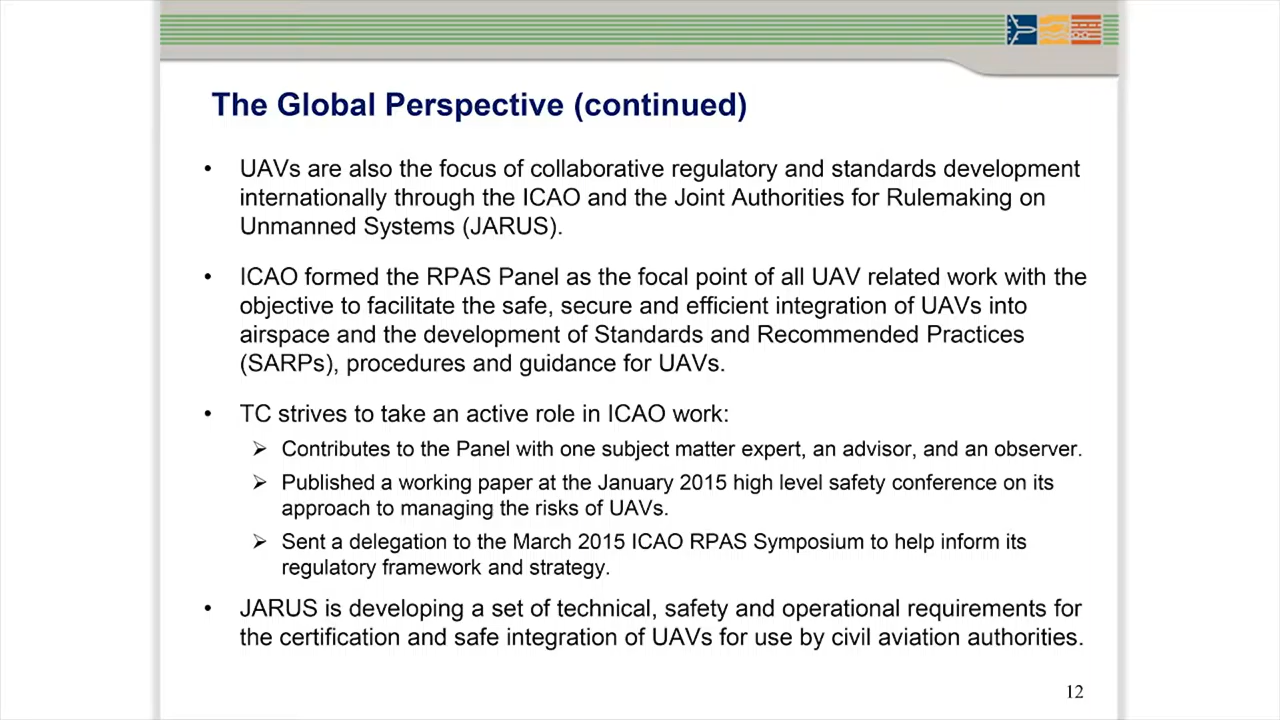 The Global Perspective (continued)
• UAVs are also the focus of collaborative regulatory and standards development
internationally through the ICAO and the Joint Authorities for Rulemaking on
Unmanned Systems (JARUS).
• ICAO formed the RPAS Panel as the focal point of all UAV related work with the
objective to facilitate the safe, secure and efficient integration of UAVs into
airspace and the development of Standards and Recommended Practices
(SARPs), procedures and guidance for UAVs.
• TC strives to take an active role in ICAO work:
➢ Contributes to the Panel with one subject matter expert, an advisor, and an observer.
➢ Published a working paper at the January 2015 high level safety conference on its
approach to managing the risks of UAVs.
➢ Sent a delegation to the March 2015 ICAO RPAS Symposium to help inform its
regulatory framework and strategy.
• JARUS is developing a set of technical, safety and operational requirements for
the certification and safe integration of UAVs for use by civil aviation authorities.
12